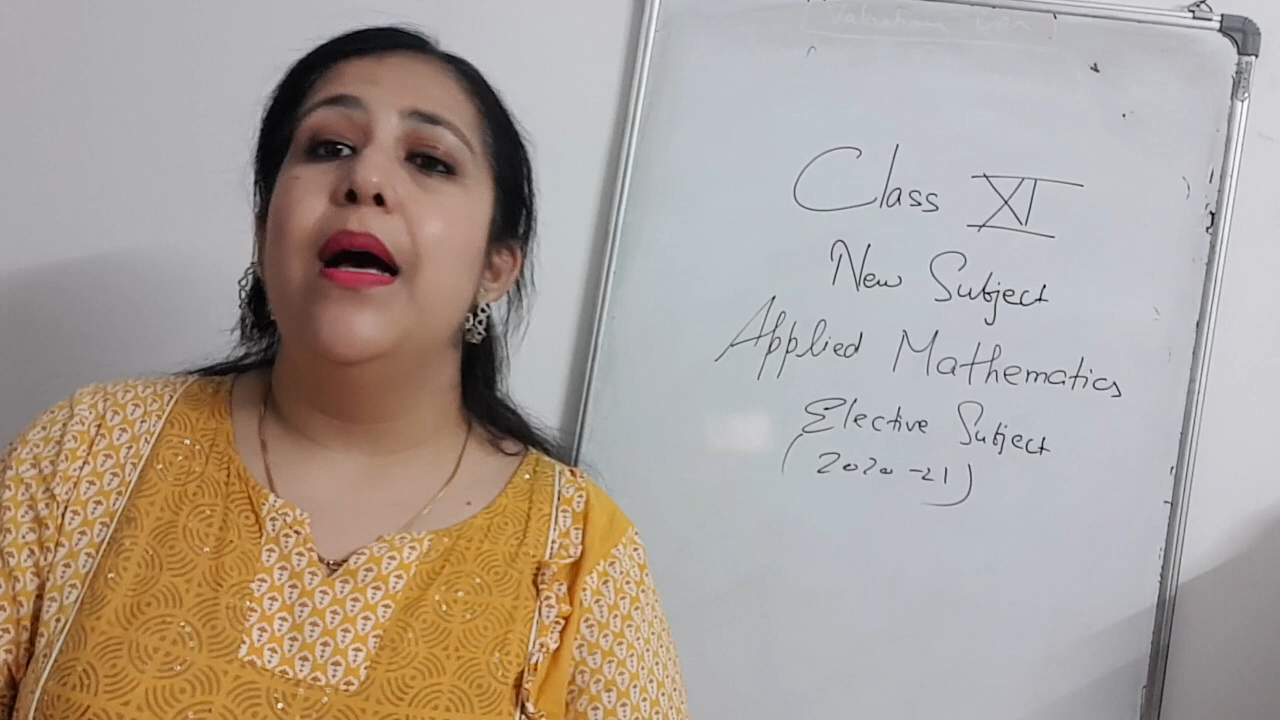 Class XI
New Subject
Applied Mathematics
Elective Subject
(2020-21)